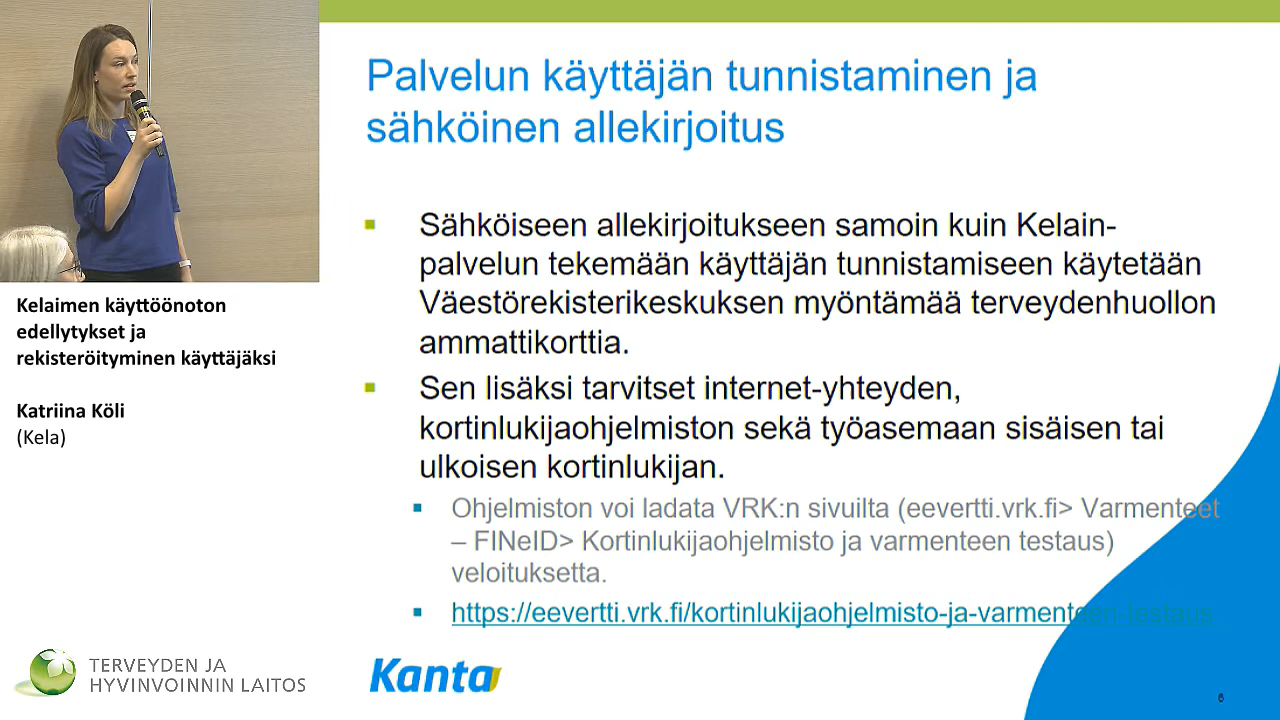 Palvelun käyttäjän tunnistaminen ja
sähköinen allekirjoitus
Sähköiseen allekirjoitukseen samoin kuin Kelain-
palvelun tekemään käyttäjän tunnistamiseen käytetään
Väestörekisterikeskuksen myöntämää terveydenhuollon
ammattikorttia.
Sen lisäksi tarvitset internet-yhteyden,
kortinlukijaohjelmiston sekä työasemaan sisäisen tai
ulkoisen kortinlukijan.
Ohjelmiston voi ladata VRK:n sivuilta (eevertti.vrk.fi> Varmenteet
– FINeID> Kortinlukijaohjelmisto ja varmenteen testaus)
veloituksetta.
https://eevertti.vrk.fi/kortinlukijaohjelmisto-ja-varmenteen-testaus
Kelaimen käyttöönoton
edellytykset ja
rekisteröityminen käyttäjäksi
Katriina Köli
(Kela)
TERVEYDEN JA
HYVINVOINNIN LAITOS
Kanta
6